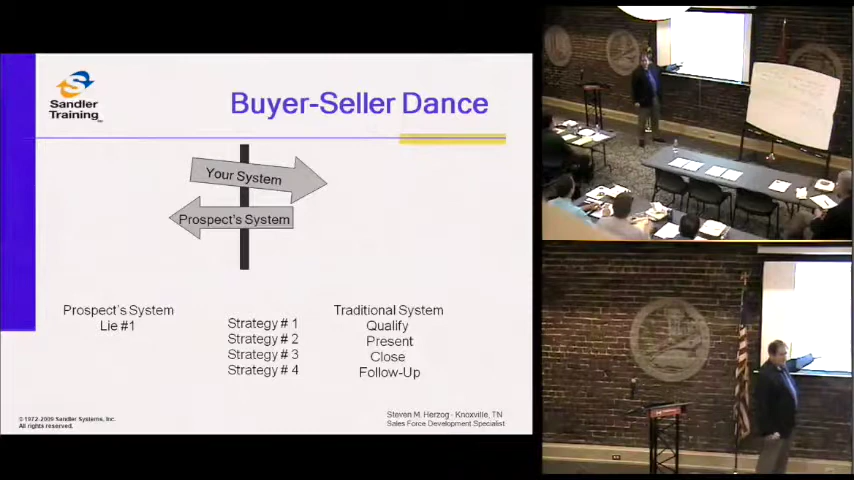 Sandler
Training
Buyer-Seller Dance
Your System
Prospect's System
Prospect's System
Lie #1
Strategy # 1
Strategy # 2
Strategy # 3
Strategy # 4
Traditional System
Qualify
Present
Close
Follow-Up
©1972-2009 Sandler Systems, Inc.
All rights reserved.
Steven M. Herzog - Knoxville, TN
Sales Force Development Specialist